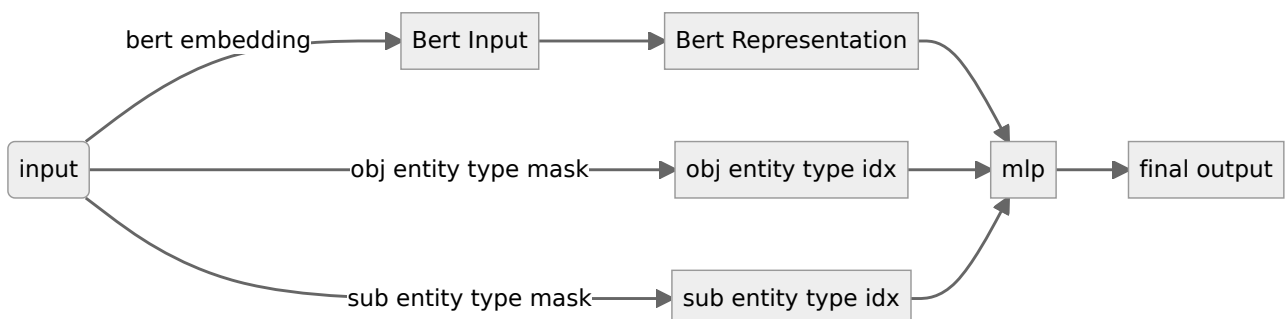 bert embedding
Bert Input
Bert Representation
input
obj entity type mask
obj entity type idx
mlp
final output
sub entity type mask
sub entity type idx